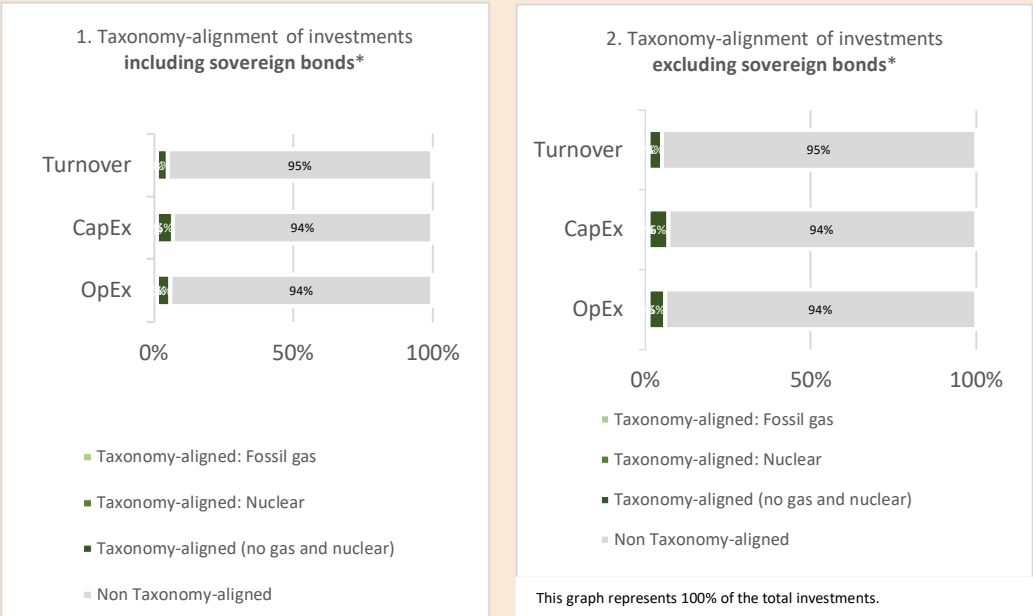 1. Taxonomy-alignment of investments
including sovereign bonds*
Turnover
95%
CapEx
94%
OpEx
94%
0% 50% 100%
Taxonomy-aligned: Fossil gas
Taxonomy-aligned: Nuclear
Taxonomy-aligned (no gas and nuclear)
Non Taxonomy-aligned
2. Taxonomy-alignment of investments
excluding sovereign bonds*
Turnover
95%
CapEx
94%
OpEx
94%
0% 50% 100%
Taxonomy-aligned: Fossil gas
Taxonomy-aligned: Nuclear
Taxonomy-aligned (no gas and nuclear)
Non Taxonomy-aligned
This graph represents 100% of the total investments.